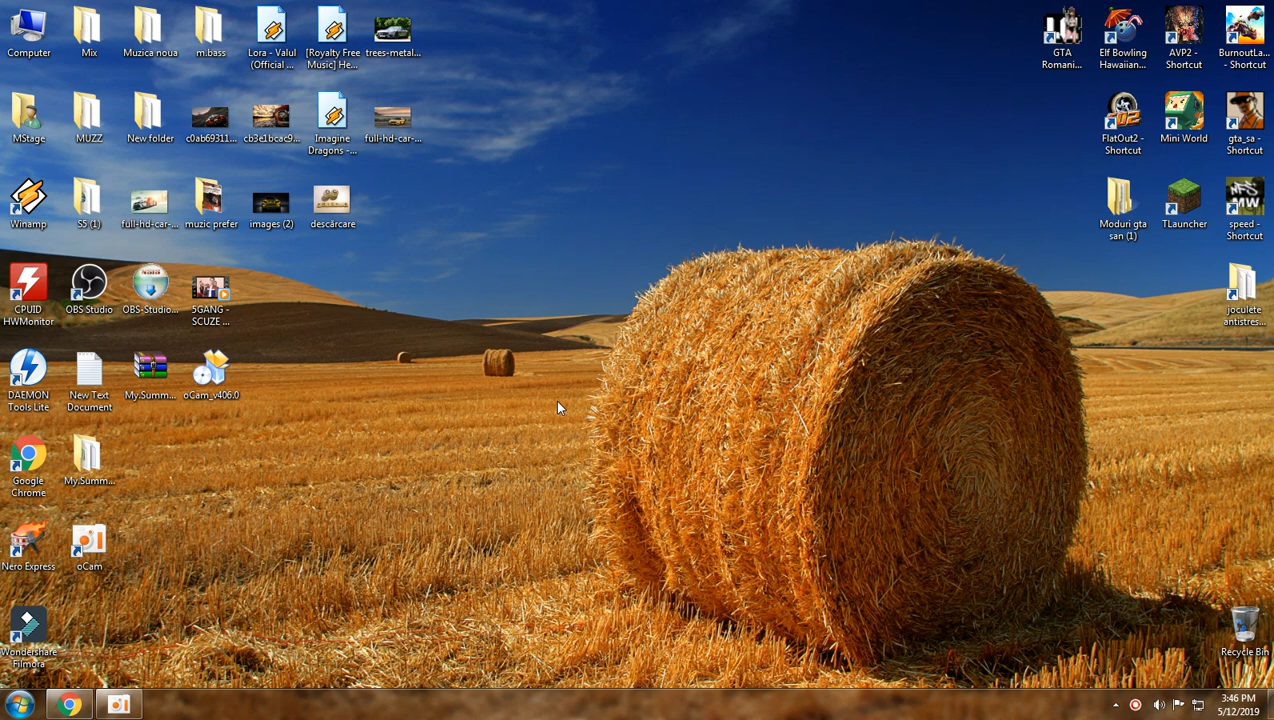 Computer
Mix
Muzica noua
m.bass
Lora - Valul
(Official ...
[Royalty Free
Music] He...
trees-metal...
GTA
Romani...
Elf Bowling
Hawaiian...
AVP2 -
Shortcut
BurnoutLa...
- Shortcut
MStage
MUZZ
New folder
c0ab69311...
cb3e1bcac9...
Imagine
Dragons -...
full-hd-car-...
FlatOut2 -
Shortcut
Mini World
gta_sa -
Shortcut
Winamp
S5 (1)
full-hd-car-...
muzic prefer
images (2)
descărcare
Moduri gta
san (1)
TLauncher
speed -
Shortcut
CPUID
HWMonitor
OBS Studio
OBS-Studio...
5GANG -
SCUZE ...
joculete
antistres...
DAEMON
Tools Lite
New Text
Document
My.Summ...
oCam_v406.0
Google
Chrome
My.Summ...
Nero Express
oCam
Wondershare
Filmora
Recycle Bin
3:46 PM
5/12/2019